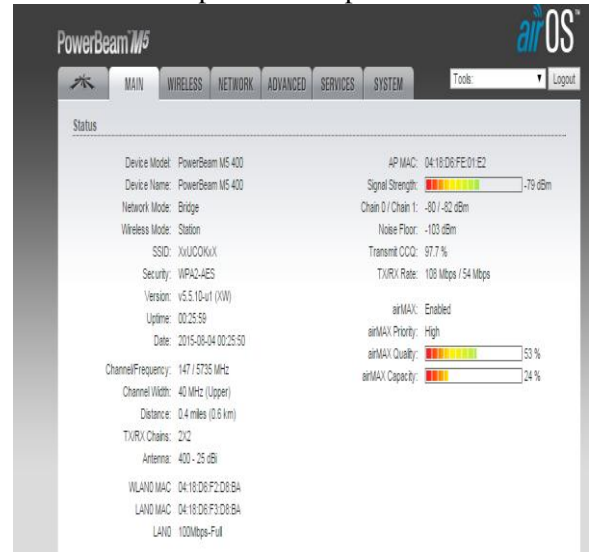 PowerBeam M5
airOS™
MAIN WIRELESS NETWORK ADVANCED SERVICES SYSTEM
Tools: Logout
Status
Device Model: PowerBeam M5 400
Device Name: PowerBeam M5 400
Network Mode: Bridge
Wireless Mode: Station
SSID: XxUCOKxX
Security: WPA2-AES
Version: v5.5.10-u1 (XW)
Uptime: 00:25:59
Date: 2015-08-04 00:25:50
Channel/Frequency: 147 / 5735 MHz
Channel Width: 40 MHz (Upper)
Distance: 0.4 miles (0.6 km)
TX/RX Chains: 2X2
Antenna: 400 - 25 dBi
WLAN0 MAC 04:18:D6:F2:D8:BA
LAN0 MAC 04:18:D6:F3:D8:BA
LAN0 100Mbps-Full
AP MAC: 04:18:D6:FE:01:E2
Signal Strength: -79 dBm
Chain 0 / Chain 1: -80 / -82 dBm
Noise Floor: -103 dBm
Transmit CCQ: 97.7 %
TX/RX Rate: 108 Mbps / 54 Mbps
airMAX: Enabled
airMAX Priority: High
airMAX Quality: 53 %
airMAX Capacity: 24 %